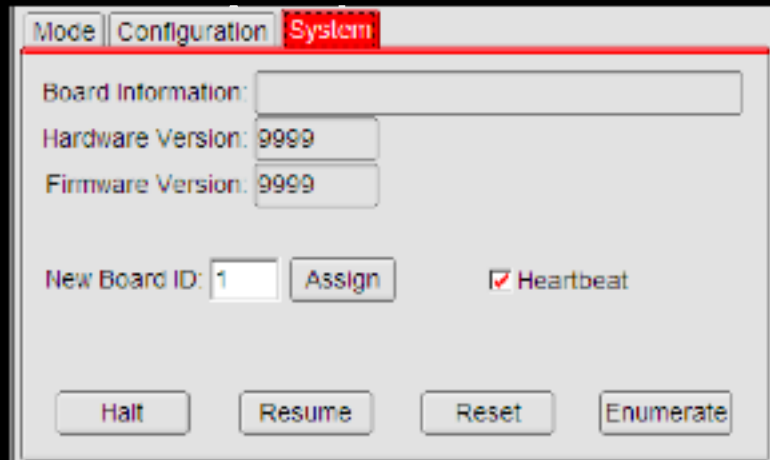 Mode Configuration System
Board Information:
Hardware Version: 9999
Firmware Version: 9999
New Board ID: 1 Assign Heartbeat
Halt Resume Reset Enumerate